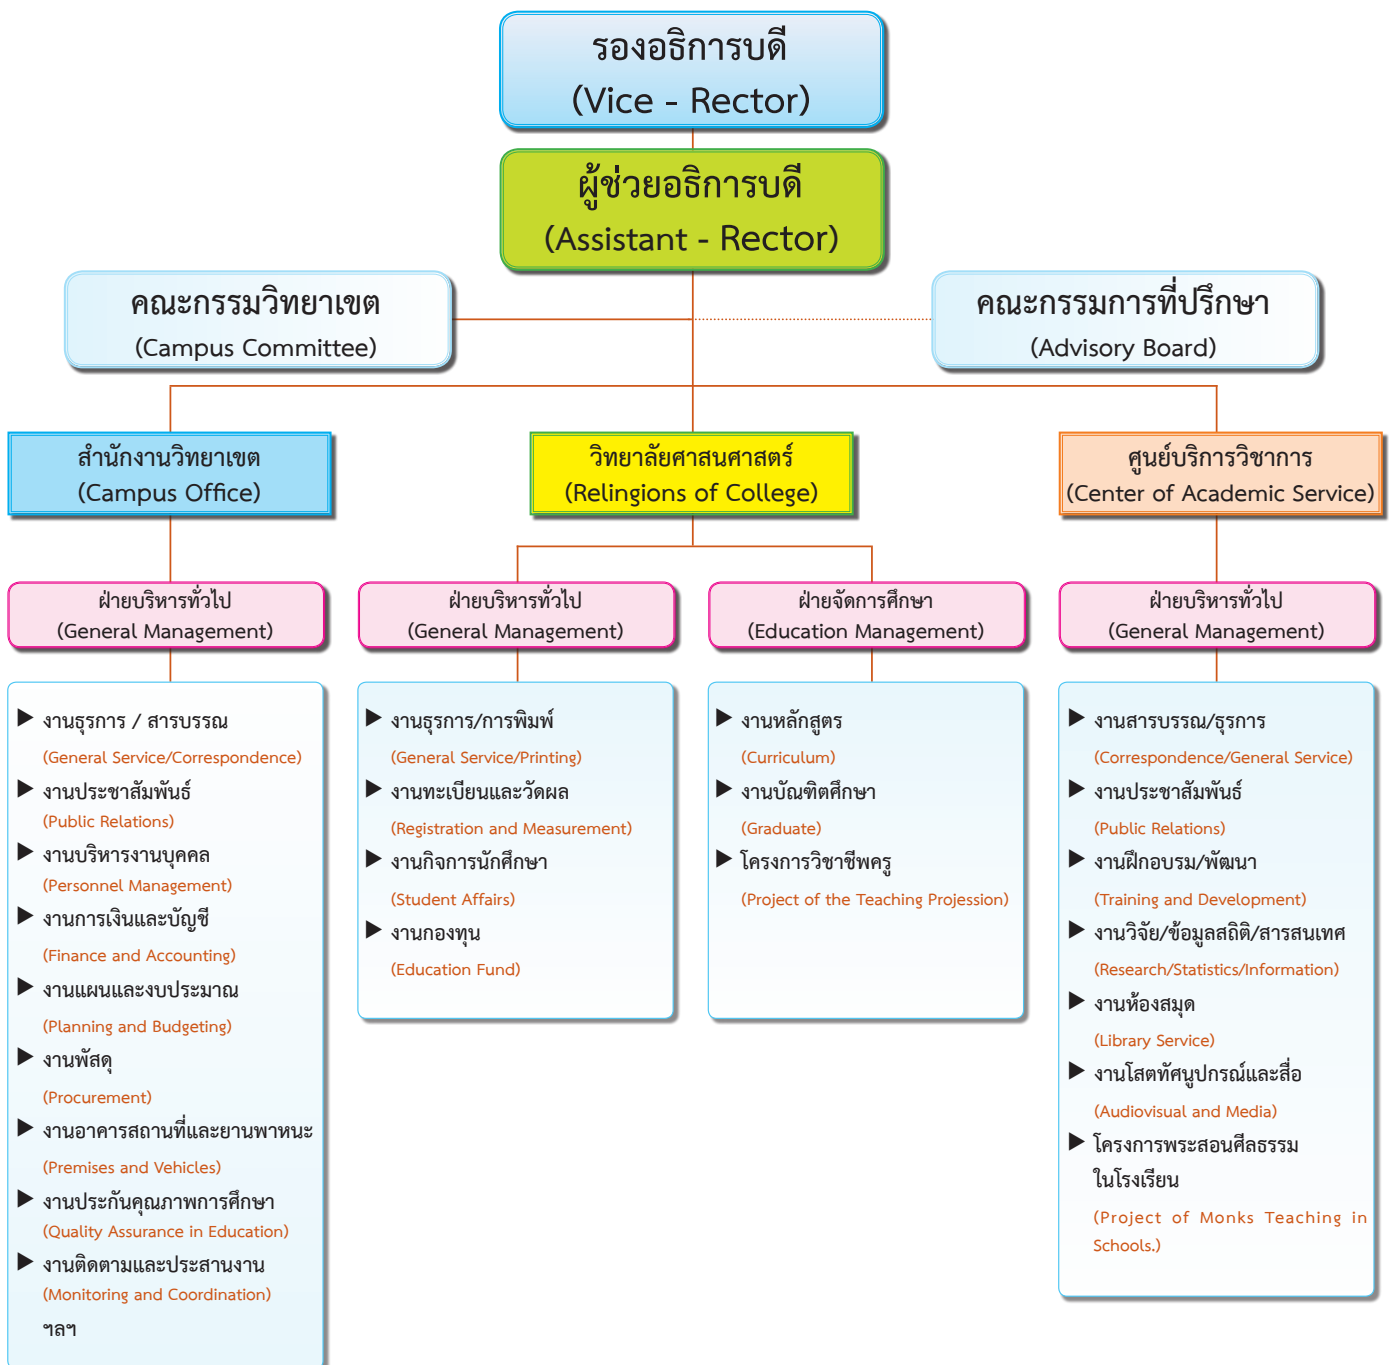 รองอธิการบดี
(Vice - Rector)
ผู้ช่วยอธิการบดี
(Assistant - Rector)
คณะกรรมวิทยาเขต
(Campus Committee)
คณะกรรมการที่ปรึกษา
(Advisory Board)
สำนักงานวิทยาเขต
(Campus Office)
วิทยาลัยศาสนศาสตร์
(Relingions of College)
ศูนย์บริการวิชาการ
(Center of Academic Service)
ฝ่ายบริหารทั่วไป
(General Management)
ฝ่ายบริหารทั่วไป
(General Management)
ฝ่ายจัดการศึกษา
(Education Management)
ฝ่ายบริหารทั่วไป
(General Management)
▶ งานธุรการ / สารบรรณ
(General Service/Correspondence)
▶ งานประชาสัมพันธ์
(Public Relations)
▶ งานบริหารงานบุคคล
(Personnel Management)
▶ งานการเงินและบัญชี
(Finance and Accounting)
▶ งานแผนและงบประมาณ
(Planning and Budgeting)
▶ งานพัสดุ
(Procurement)
▶ งานอาคารสถานที่และยานพาหนะ
(Premises and Vehicles)
▶ งานประกันคุณภาพการศึกษา
(Quality Assurance in Education)
▶ งานติดตามและประสานงาน
(Monitoring and Coordination)
ฯลฯ
▶ งานธุรการ/การพิมพ์
(General Service/Printing)
▶ งานทะเบียนและวัดผล
(Registration and Measurement)
▶ งานกิจการนักศึกษา
(Student Affairs)
▶ งานกองทุน
(Education Fund)
▶ งานหลักสูตร
(Curriculum)
▶ งานบัณฑิตศึกษา
(Graduate)
▶ โครงการวิชาชีพครู
(Project of the Teaching Projession)
▶ งานสารบรรณ/ธุรการ
(Correspondence/General Service)
▶ งานประชาสัมพันธ์
(Public Relations)
▶ งานฝึกอบรม/พัฒนา
(Training and Development)
▶ งานวิจัย/ข้อมูลสถิติ/สารสนเทศ
(Research/Statistics/Information)
▶ งานห้องสมุด
(Library Service)
▶ งานโสตทัศนูปกรณ์และสื่อ
(Audiovisual and Media)
▶ โครงการพระสอนศีลธรรม
ในโรงเรียน
(Project of Monks Teaching in
Schools.)